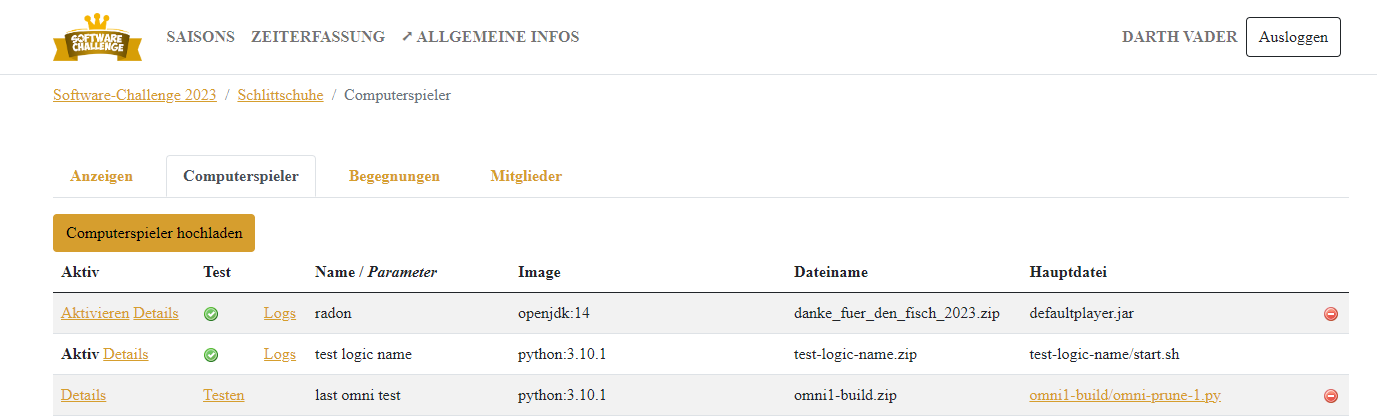 SOFTWARE
CHALLENGE
SAISONS ZEITERFASSUNG ⤢ ALLGEMEINE INFOS DARTH VADER Ausloggen
Software-Challenge 2023 / Schlittschuhe / Computerspieler
Anzeigen Computerspieler Begegnungen Mitglieder
Computerspieler hochladen
Aktiv Test Name / Parameter Image Dateiname Hauptdatei
Aktivieren Details Logs radon openjdk:14 danke_fuer_den_fisch_2023.zip defaultplayer.jar
Aktiv Details Logs test logic name python:3.10.1 test-logic-name.zip test-logic-name/start.sh
Details Testen last omni test python:3.10.1 omni1-build.zip omni1-build/omni-prune-1.py